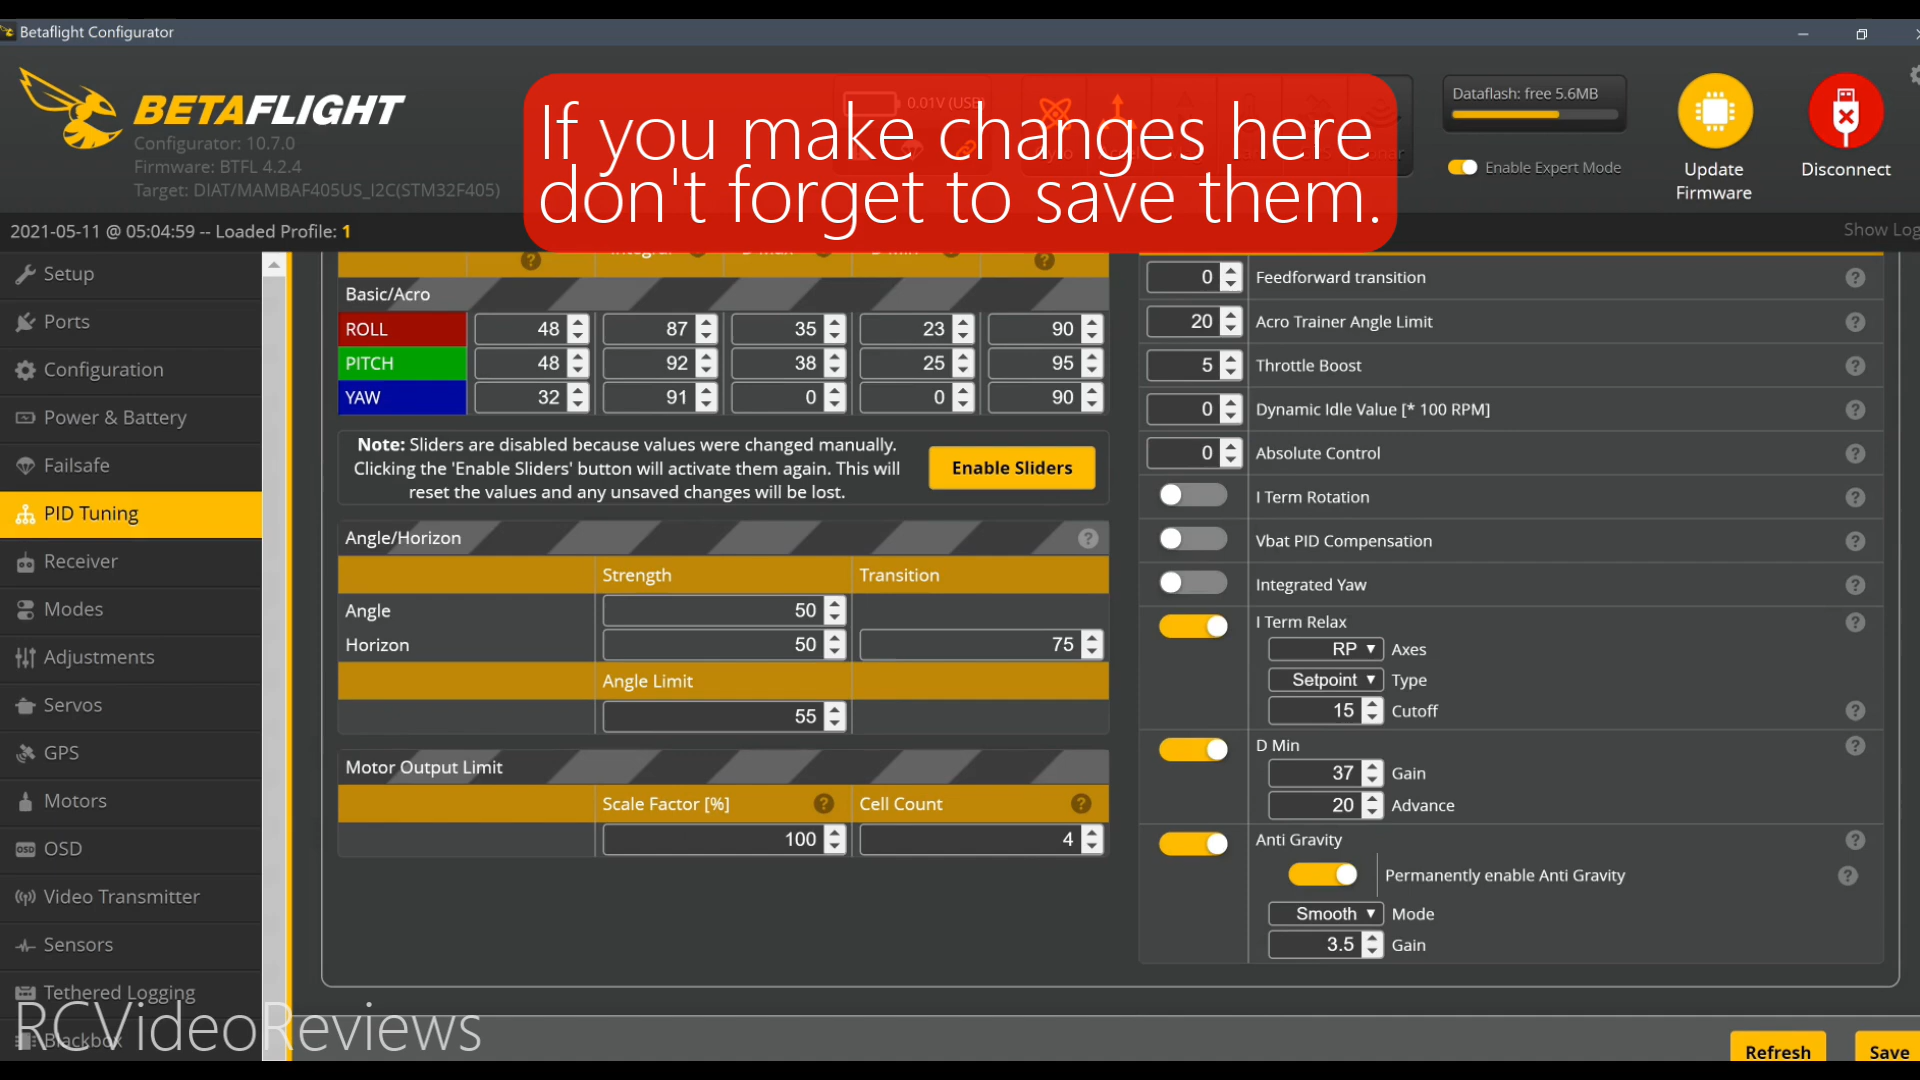 Betaflight Configurator
BETAFLIGHT
Configurator: 10.7.0
Firmware: BTFL 4.2.4
Target: DIAT/MAMBAF405US_I2C(STM32F405)
0.01V (USB)
If you make changes here
don't forget to save them.
Dataflash: free 5.6MB
Enable Expert Mode
Update
Firmware
Disconnect
2021-05-11 @ 05:04:59 -- Loaded Profile: 1
Show Log
Setup
Ports
Configuration
Power & Battery
Failsafe
PID Tuning
Receiver
Modes
Adjustments
Servos
GPS
Motors
OSD OSD
Video Transmitter
Sensors
Tethered Logging
Blackbox
RCVideoReviews
Basic/Acro
ROLL 48 87 35 23 90
PITCH 48 92 38 25 95
YAW 32 91 0 0 90
Note: Sliders are disabled because values were changed manually.
Clicking the 'Enable Sliders' button will activate them again. This will
reset the values and any unsaved changes will be lost.
Enable Sliders
Angle/Horizon ?
Strength Transition
Angle 50
Horizon 50 75
Angle Limit
55
Motor Output Limit
Scale Factor [%] ? Cell Count ?
100 4
0 Feedforward transition ?
20 Acro Trainer Angle Limit ?
5 Throttle Boost ?
0 Dynamic Idle Value [* 100 RPM] ?
0 Absolute Control ?
I Term Rotation ?
Vbat PID Compensation ?
Integrated Yaw ?
I Term Relax ?
RP Axes
Setpoint Type
15 Cutoff ?
D Min ?
37 Gain
20 Advance
Anti Gravity ?
Permanently enable Anti Gravity ?
Smooth Mode
3.5 Gain
Refresh
Save